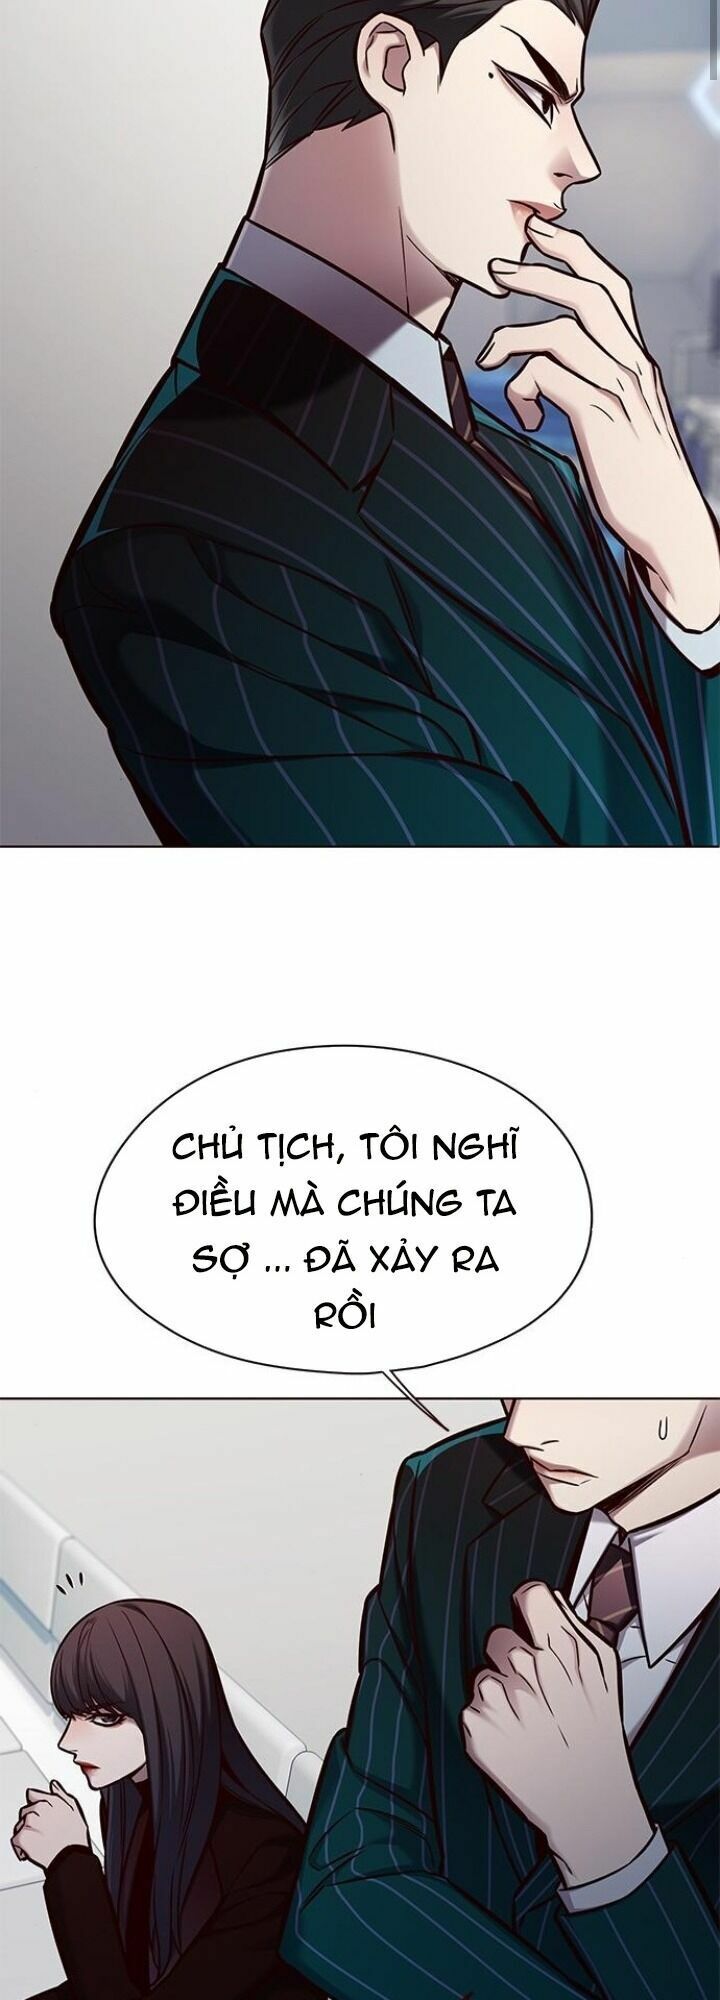 CHỦ TỊCH, TÔI NGHĨ
ĐIỀU MÀ CHÚNG TA
SỢ ... ĐÃ XẢY RA
RỒI